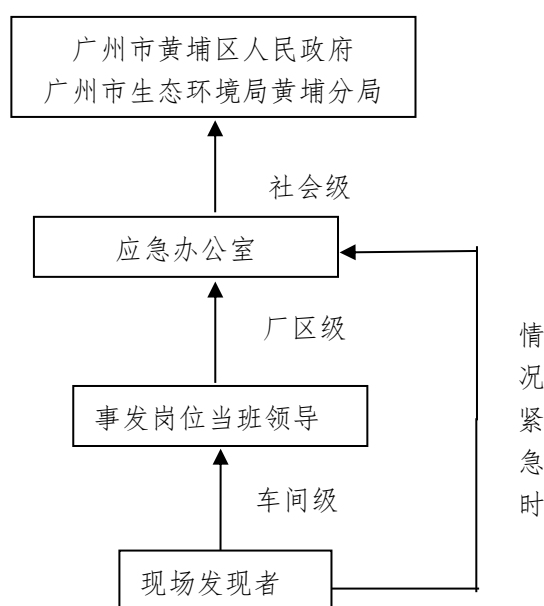 广州市黄埔区人民政府
广州市生态环境局黄埔分局
社会级
应急办公室
厂区级
情况紧急时
事发岗位当班领导
车间级
现场发现者